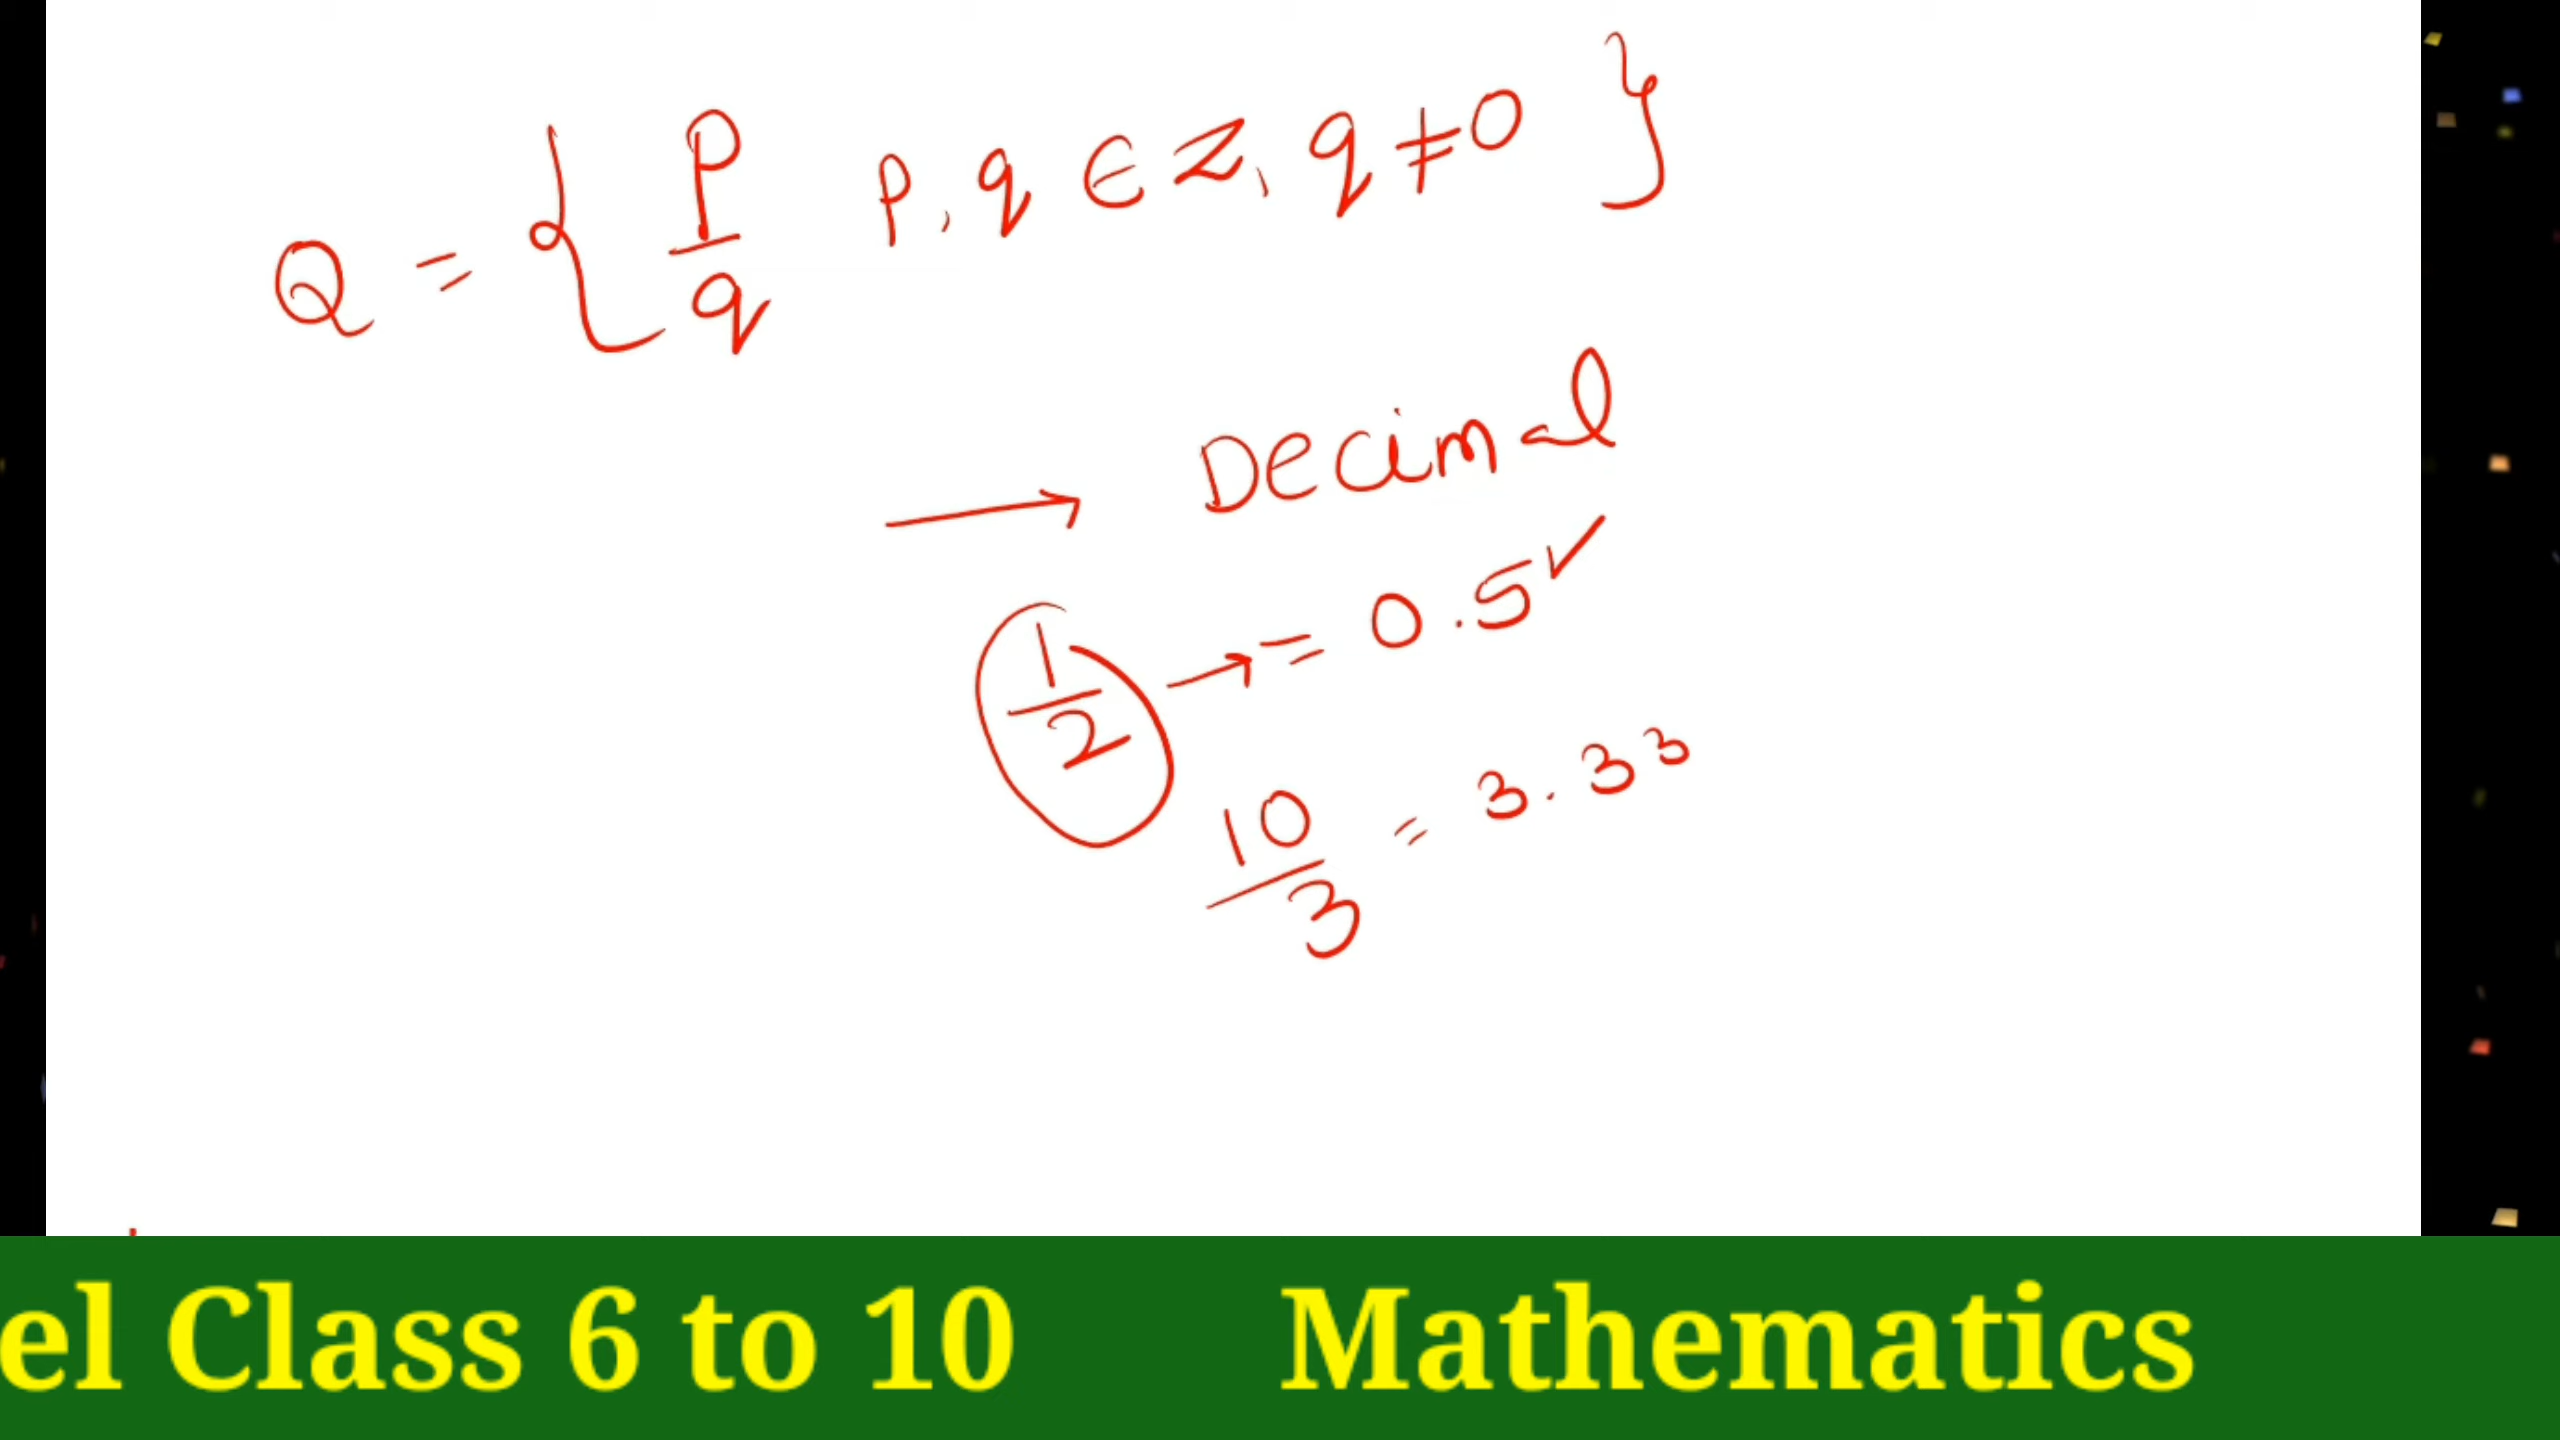 Q = { P/q P, q ∈ Z, q ≠ 0 }
→ Decimal
1/2 → = 0.5 ✓
10/3 = 3.33
el Class 6 to 10 Mathematics